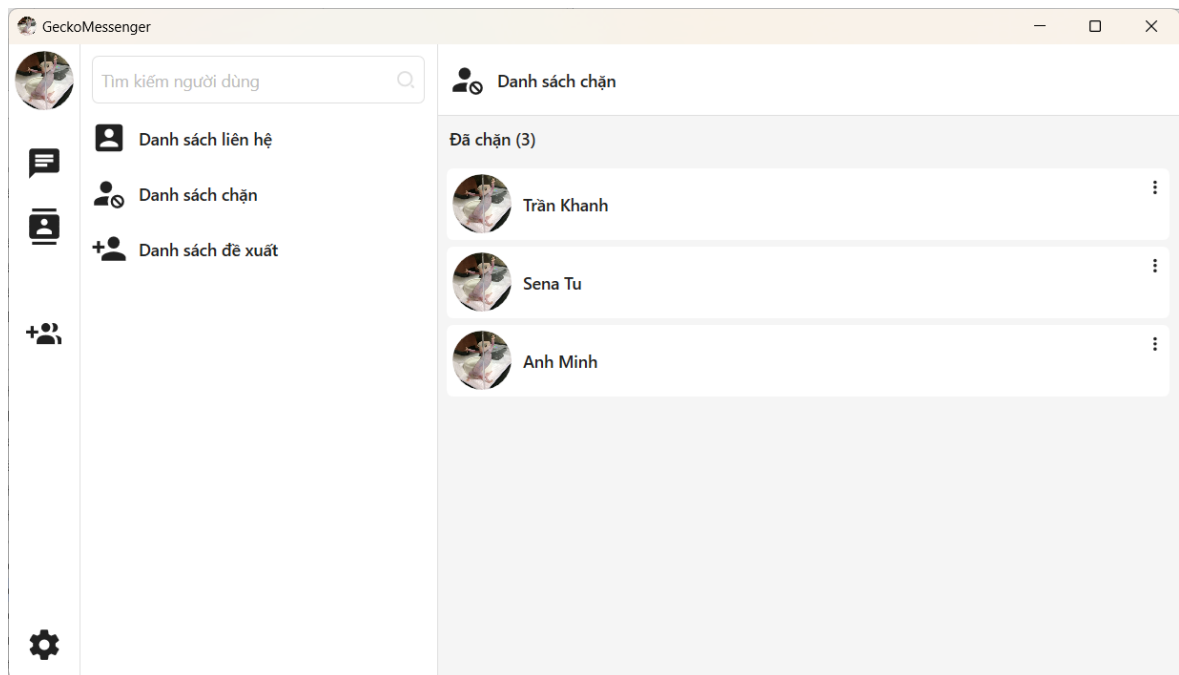 GeckoMessenger
Tìm kiếm người dùng
Danh sách liên hệ
Danh sách chặn
Danh sách đề xuất
Danh sách chặn
Đã chặn (3)
Trần Khanh
Sena Tu
Anh Minh